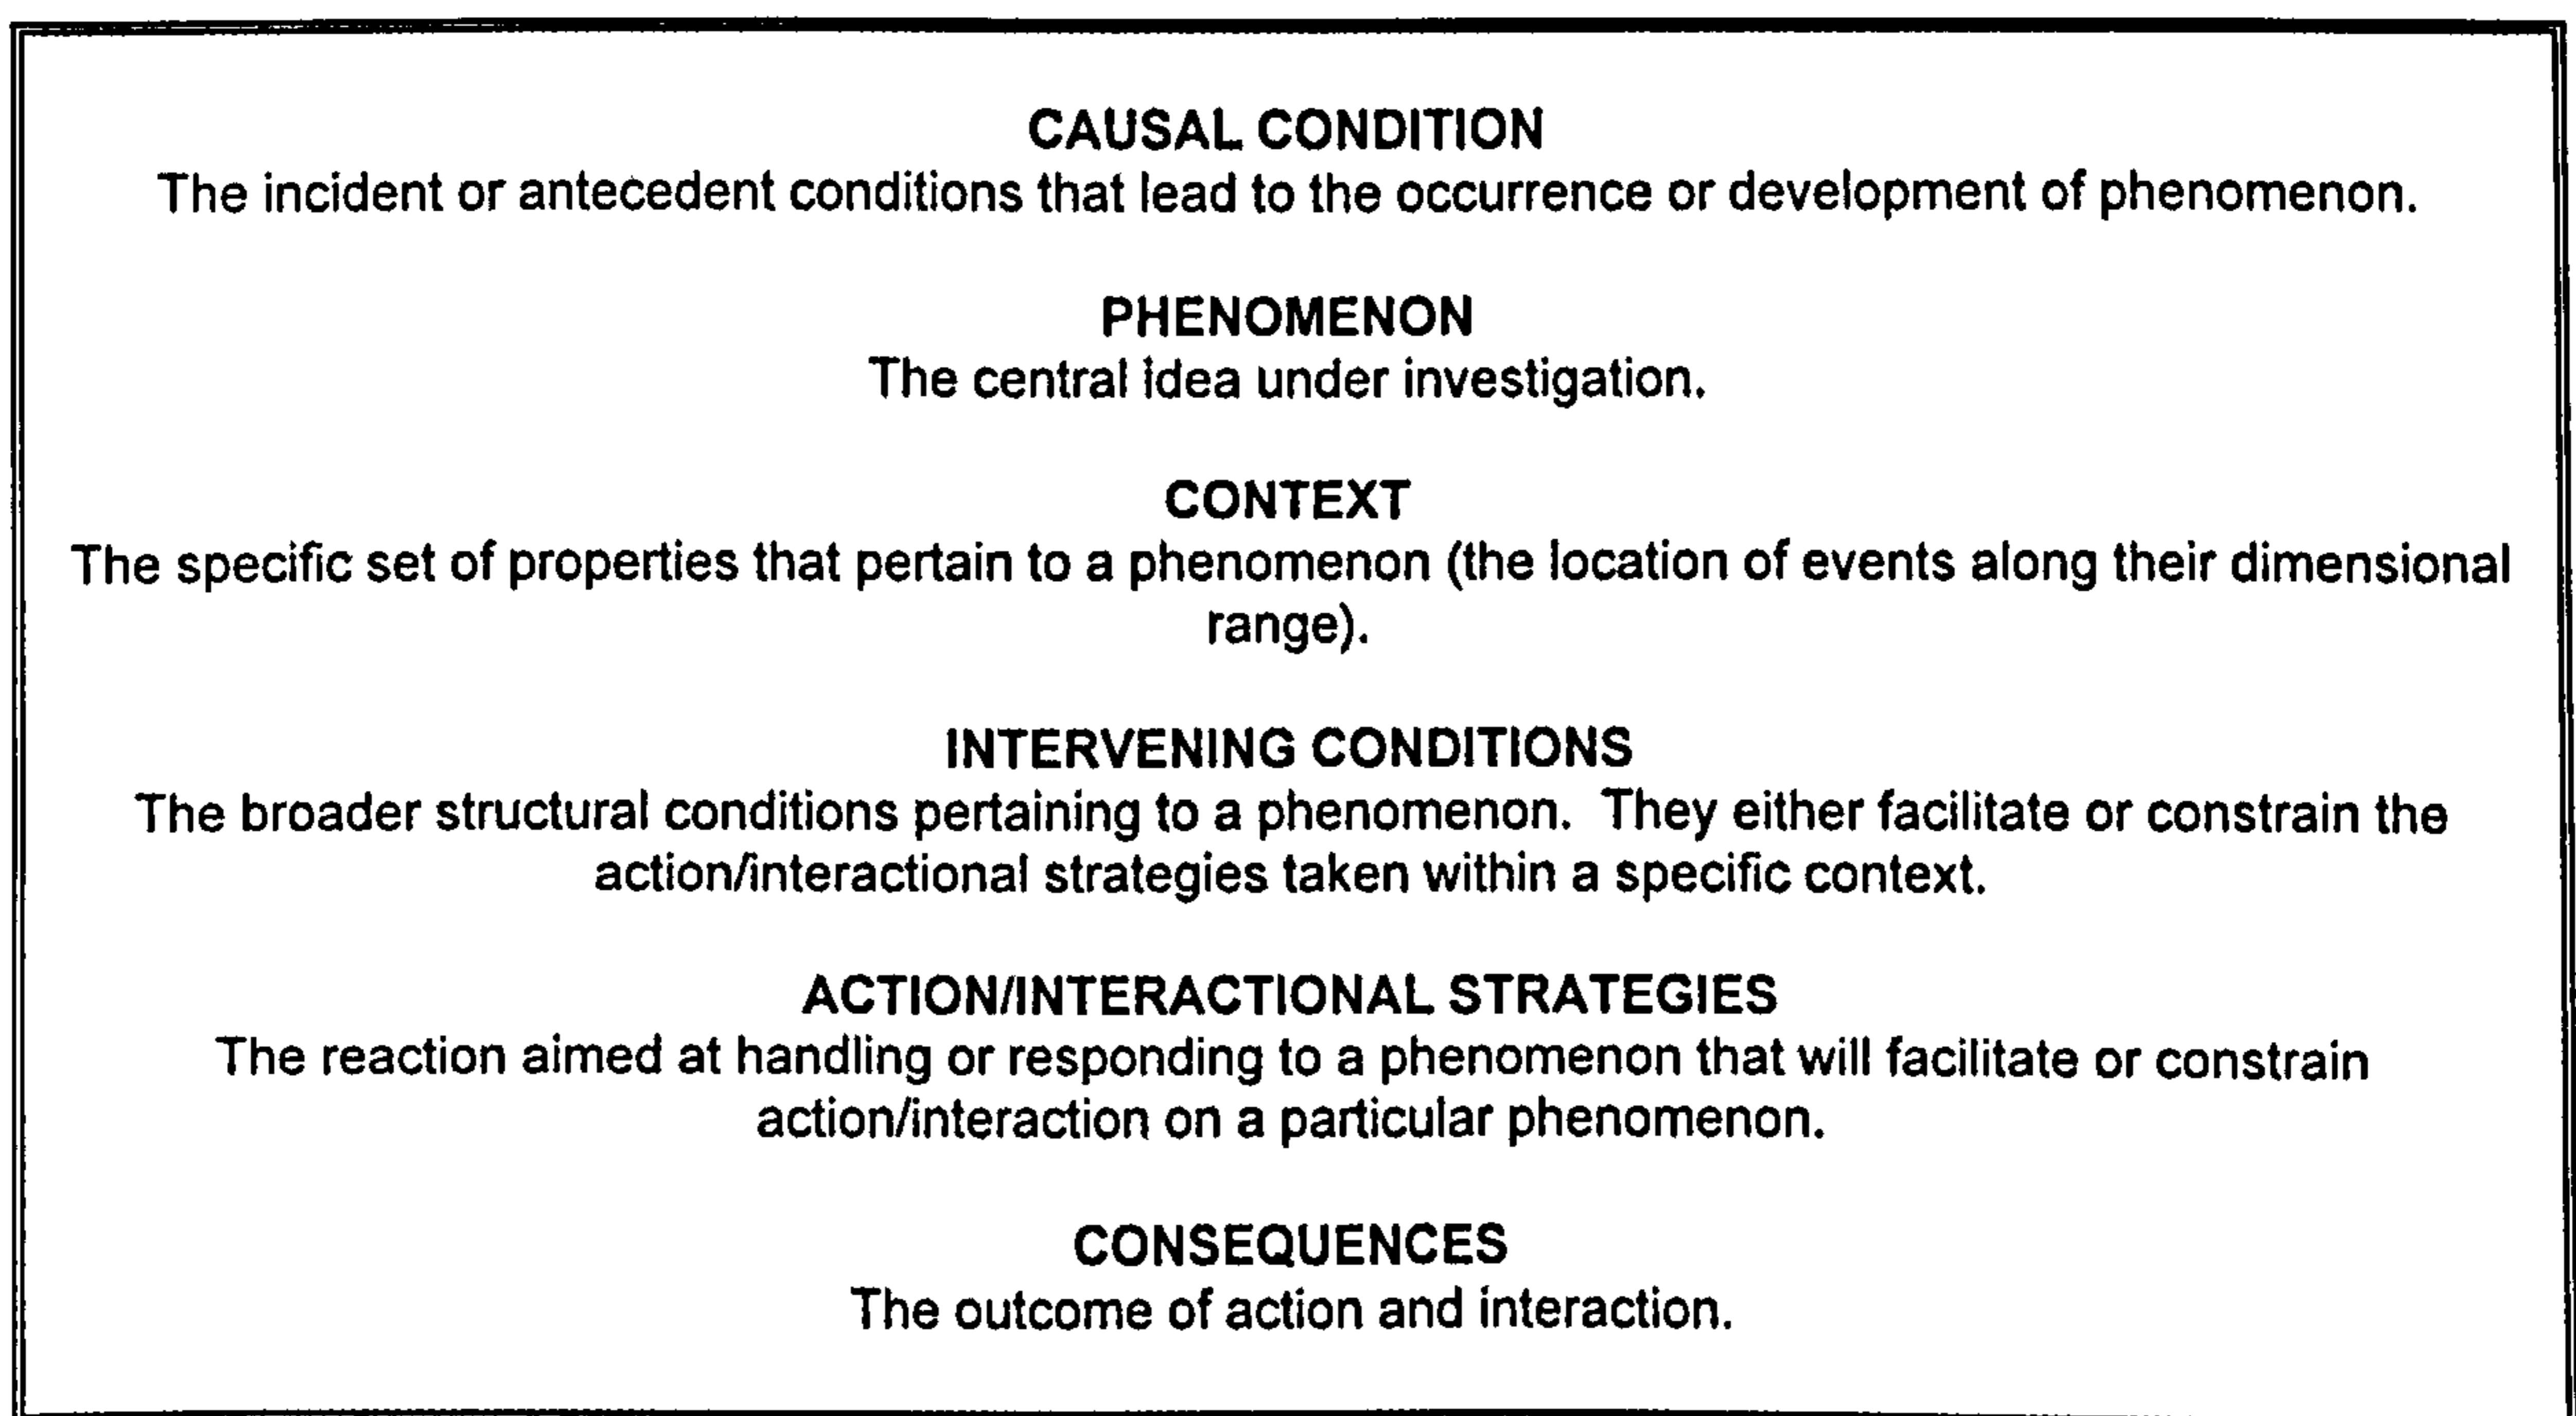 CAUSAL CONDITION
The incident or antecedent conditions that lead to the occurrence or development of phenomenon.
PHENOMENON
The central idea under investigation.
CONTEXT
The specific set of properties that pertain to a phenomenon (the location of events along their dimensional
range).
INTERVENING CONDITIONS
The broader structural conditions pertaining to a phenomenon.  They either facilitate or constrain the
action/interactional strategies taken within a specific context.
ACTION/INTERACTIONAL STRATEGIES
The reaction aimed at handling or responding to a phenomenon that will facilitate or constrain
action/interaction on a particular phenomenon.
CONSEQUENCES
The outcome of action and interaction.